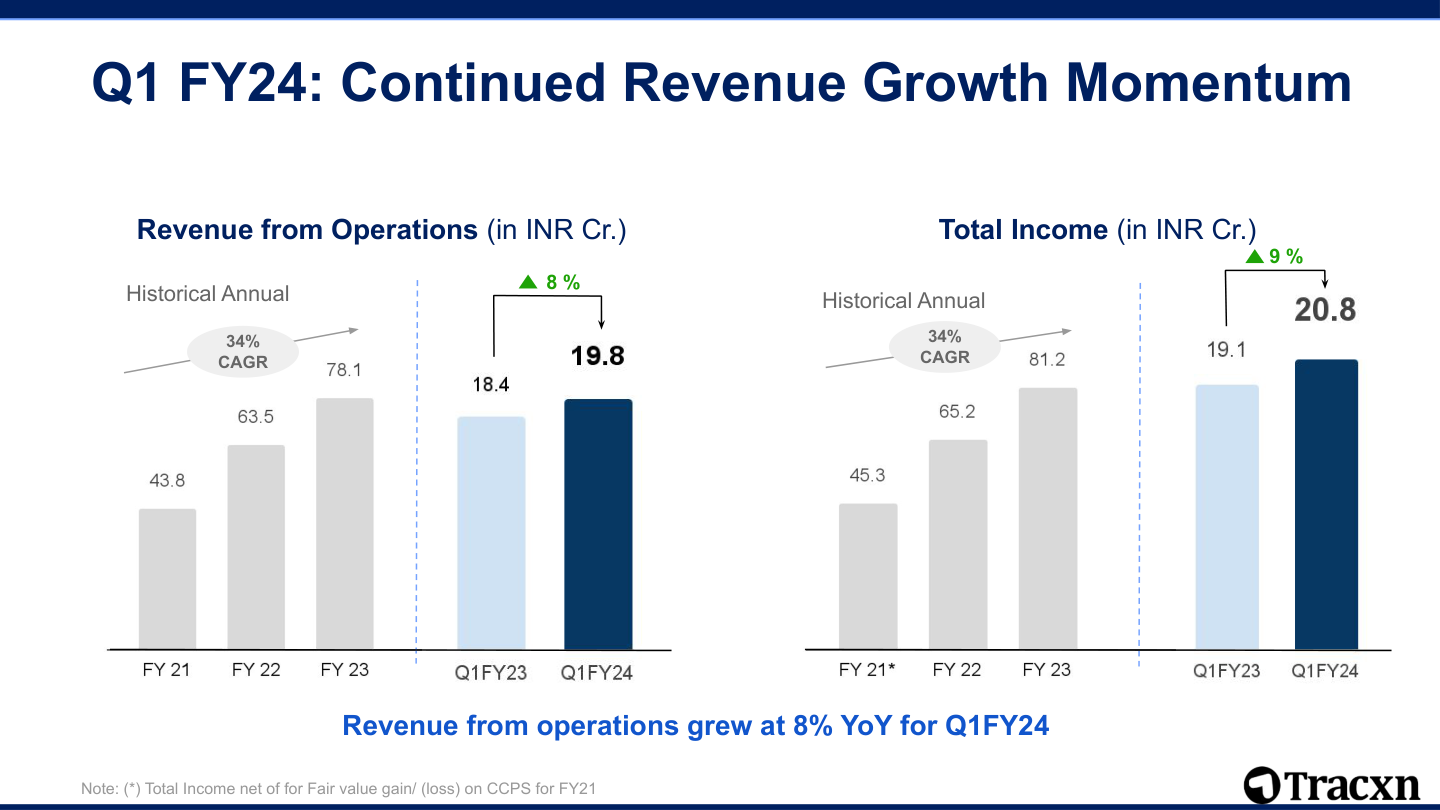 Q1 FY24: Continued Revenue Growth Momentum
Revenue from Operations (in INR Cr.)
▲ 8 %
Historical Annual
34%
CAGR
43.8
63.5
78.1
18.4
19.8
FY 21
FY 22
FY 23
Q1FY23
Q1FY24
Total Income (in INR Cr.)
▲ 9 %
Historical Annual
34%
CAGR
45.3
65.2
81.2
19.1
20.8
FY 21*
FY 22
FY 23
Q1FY23
Q1FY24
Revenue from operations grew at 8% YoY for Q1FY24
Note: (*) Total Income net of for Fair value gain/ (loss) on CCPS for FY21
Tracxn